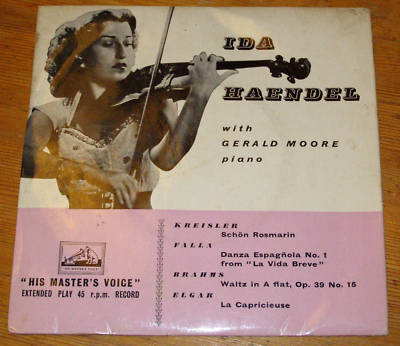 IDA
HAENDEL
with
GERALD MOORE
piano
KREISLER
Schön Rosmarin
FALLA
Danza Espagñola No. 1
from "La Vida Breve"
BRAHMS
Waltz in A flat, Op. 39 No. 15
ELGAR
La Capricieuse
"HIS MASTER'S VOICE"
EXTENDED PLAY 45 r.p.m. RECORD